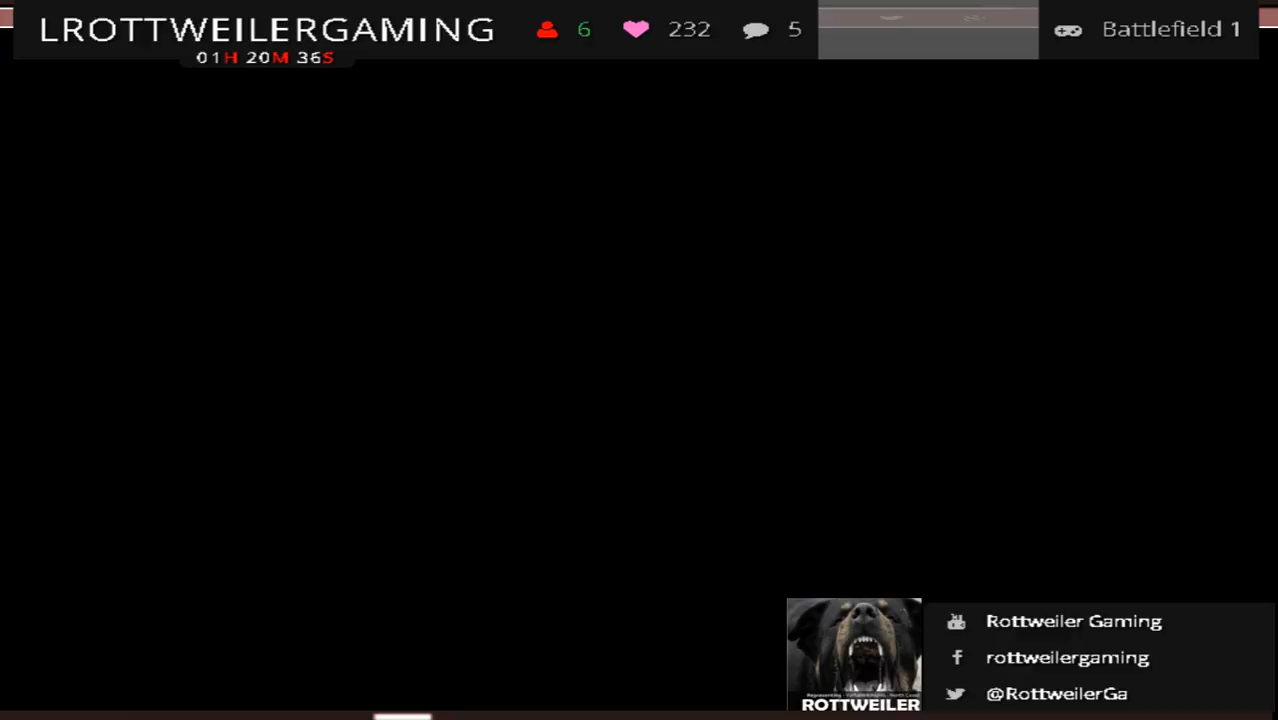 LROTTWEILERGAMING 6 232 5 Battlefield 1
01H 20M 36S
Rottweiler Gaming
rottweilergaming
@RottweilerGa
ROTTWEILER